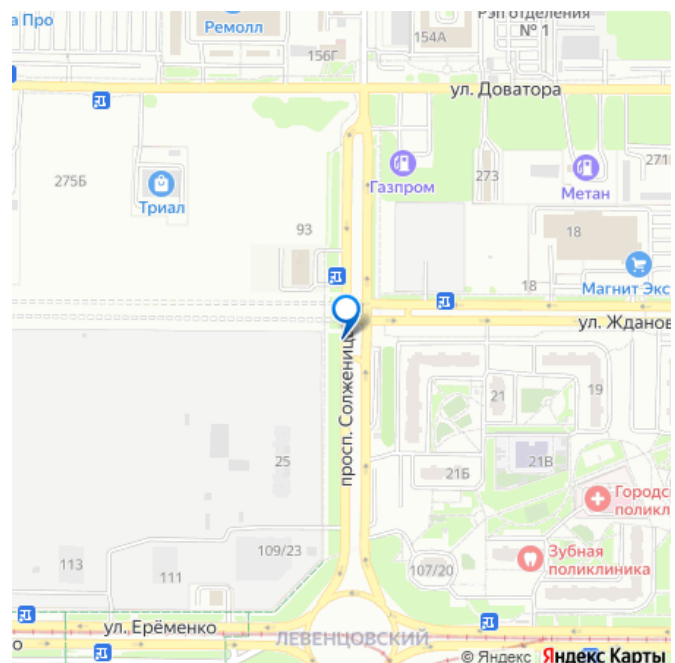 а Про
Ремолл
156Г
154А
Рэп отделения
№ 1
ул. Доватора
275Б
Триал
Газпром
273
Метан
271
93
18
18
Магнит Экс
ул. Жданов
просп. Солженицы
21
19
25
21Б
21В
Городс
поликл
109/23
113
111
107/20
Зубная
поликлиника
ул. Ерёменко
о
ЛЕВЕНЦОВСКИЙ
© Яндекс Яндекс Карты